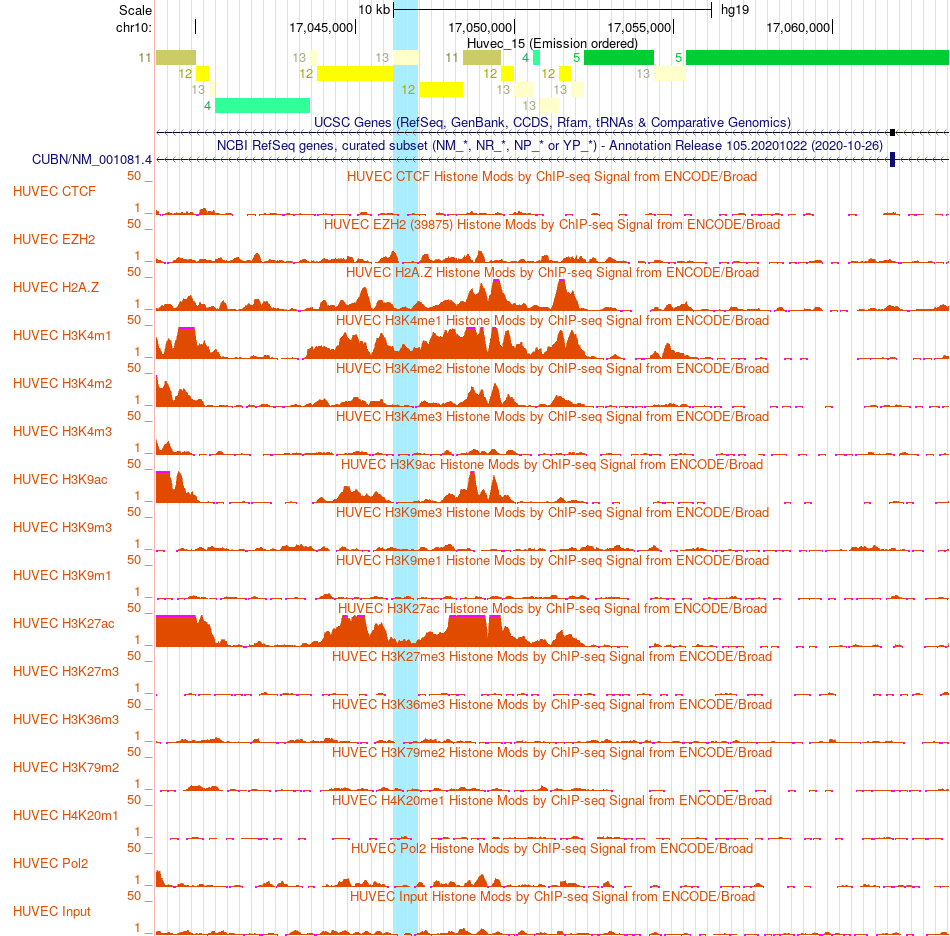 Scale 10 kb hg19
chr10: 17,045,000 17,050,000 17,055,000 17,060,000
Huvec_15 (Emission ordered)
11 13 13 11 4 5 5
12 12 12 12 13
13 12 13 13
4 13
UCSC Genes (RefSeq, GenBank, CCDS, Rfam, tRNAs & Comparative Genomics)
NCBI RefSeq genes, curated subset (NM_*, NR_*, NP_* or YP_*) - Annotation Release 105.20201022 (2020-10-26)
CUBN/NM_001081.4
HUVEC CTCF Histone Mods by ChIP-seq Signal from ENCODE/Broad
50 _
HUVEC CTCF
1 _
HUVEC EZH2 (39875) Histone Mods by ChIP-seq Signal from ENCODE/Broad
50 _
HUVEC EZH2
1 _
HUVEC H2A.Z Histone Mods by ChIP-seq Signal from ENCODE/Broad
50 _
HUVEC H2A.Z
1 _
HUVEC H3K4me1 Histone Mods by ChIP-seq Signal from ENCODE/Broad
50 _
HUVEC H3K4m1
1 _
HUVEC H3K4me2 Histone Mods by ChIP-seq Signal from ENCODE/Broad
50 _
HUVEC H3K4m2
1 _
HUVEC H3K4me3 Histone Mods by ChIP-seq Signal from ENCODE/Broad
50 _
HUVEC H3K4m3
1 _
HUVEC H3K9ac Histone Mods by ChIP-seq Signal from ENCODE/Broad
50 _
HUVEC H3K9ac
1 _
HUVEC H3K9me3 Histone Mods by ChIP-seq Signal from ENCODE/Broad
50 _
HUVEC H3K9m3
1 _
HUVEC H3K9me1 Histone Mods by ChIP-seq Signal from ENCODE/Broad
50 _
HUVEC H3K9m1
1 _
HUVEC H3K27ac Histone Mods by ChIP-seq Signal from ENCODE/Broad
50 _
HUVEC H3K27ac
1 _
HUVEC H3K27me3 Histone Mods by ChIP-seq Signal from ENCODE/Broad
50 _
HUVEC H3K27m3
1 _
HUVEC H3K36me3 Histone Mods by ChIP-seq Signal from ENCODE/Broad
50 _
HUVEC H3K36m3
1 _
HUVEC H3K79me2 Histone Mods by ChIP-seq Signal from ENCODE/Broad
50 _
HUVEC H3K79m2
1 _
HUVEC H4K20me1 Histone Mods by ChIP-seq Signal from ENCODE/Broad
50 _
HUVEC H4K20m1
1 _
HUVEC Pol2 Histone Mods by ChIP-seq Signal from ENCODE/Broad
50 _
HUVEC Pol2
1 _
HUVEC Input Histone Mods by ChIP-seq Signal from ENCODE/Broad
50 _
HUVEC Input
1 _